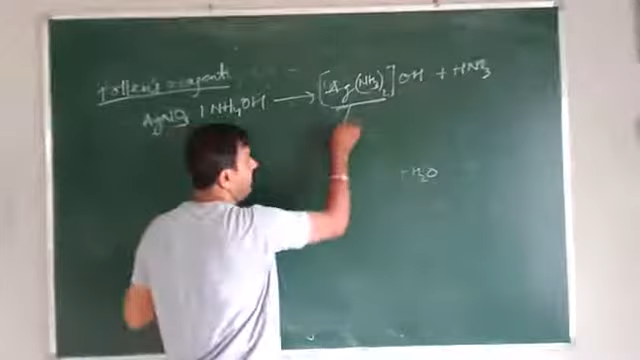 Tollen's reagent
AgNO₃ + NH₄OH ⟶ [Ag(NH₃)₂]OH + HNO₃
+ H₂O